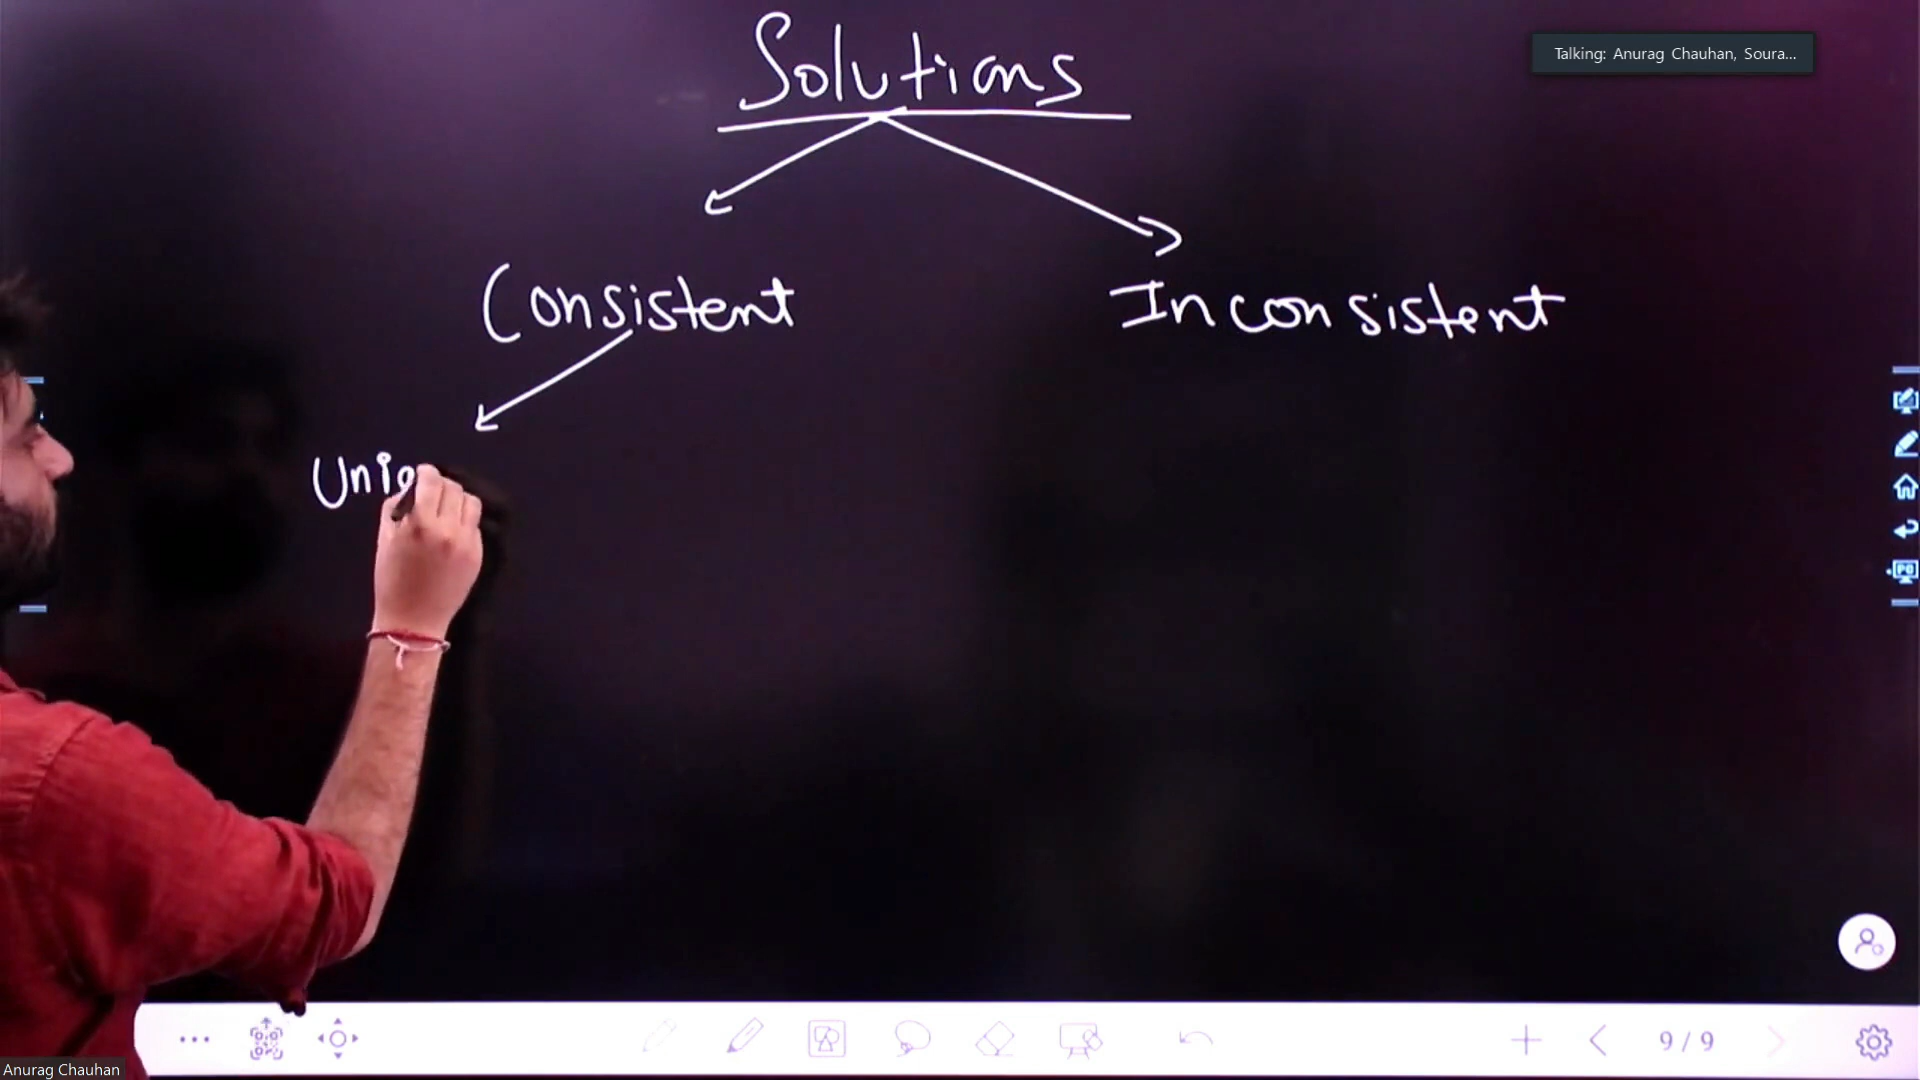 Solutions
Talking: Anurag Chauhan, Soura...
Consistent
Inconsistent
9/9
Anurag Chauhan